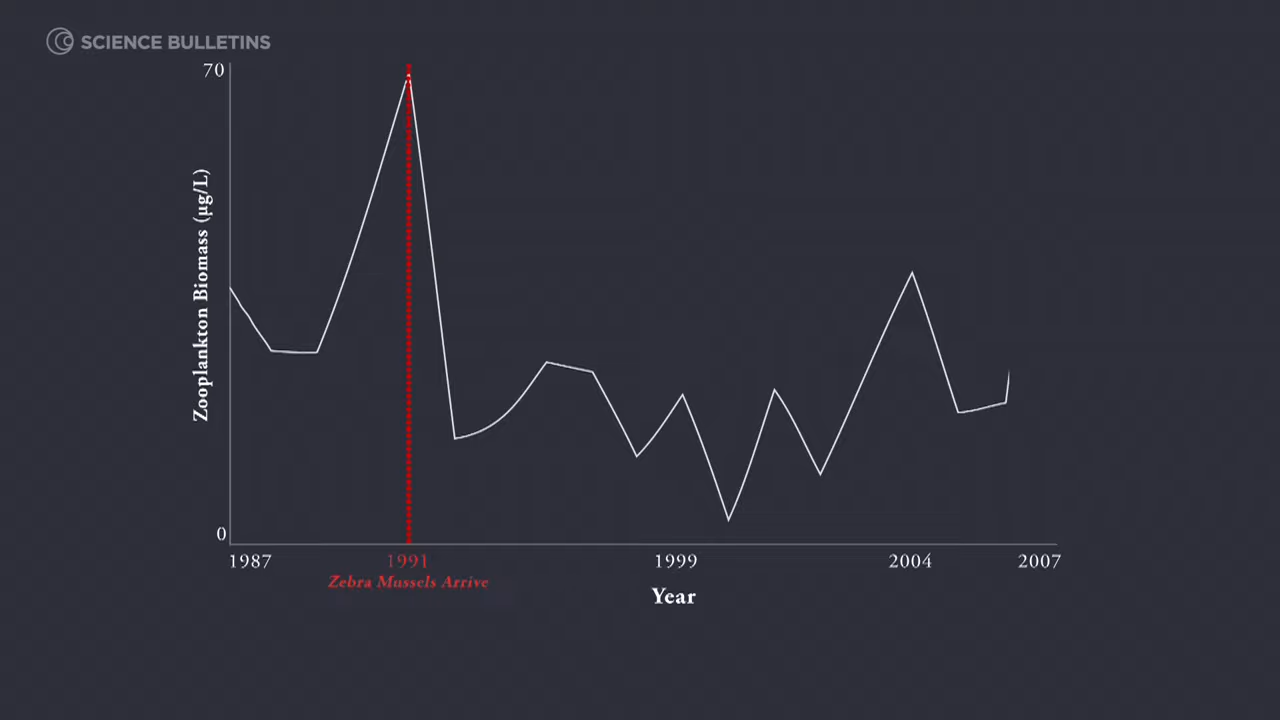 SCIENCE BULLETINS
70
Zooplankton Biomass (µg/L)
0
1987
1991
1999
2004
2007
Zebra Mussels Arrive
Year